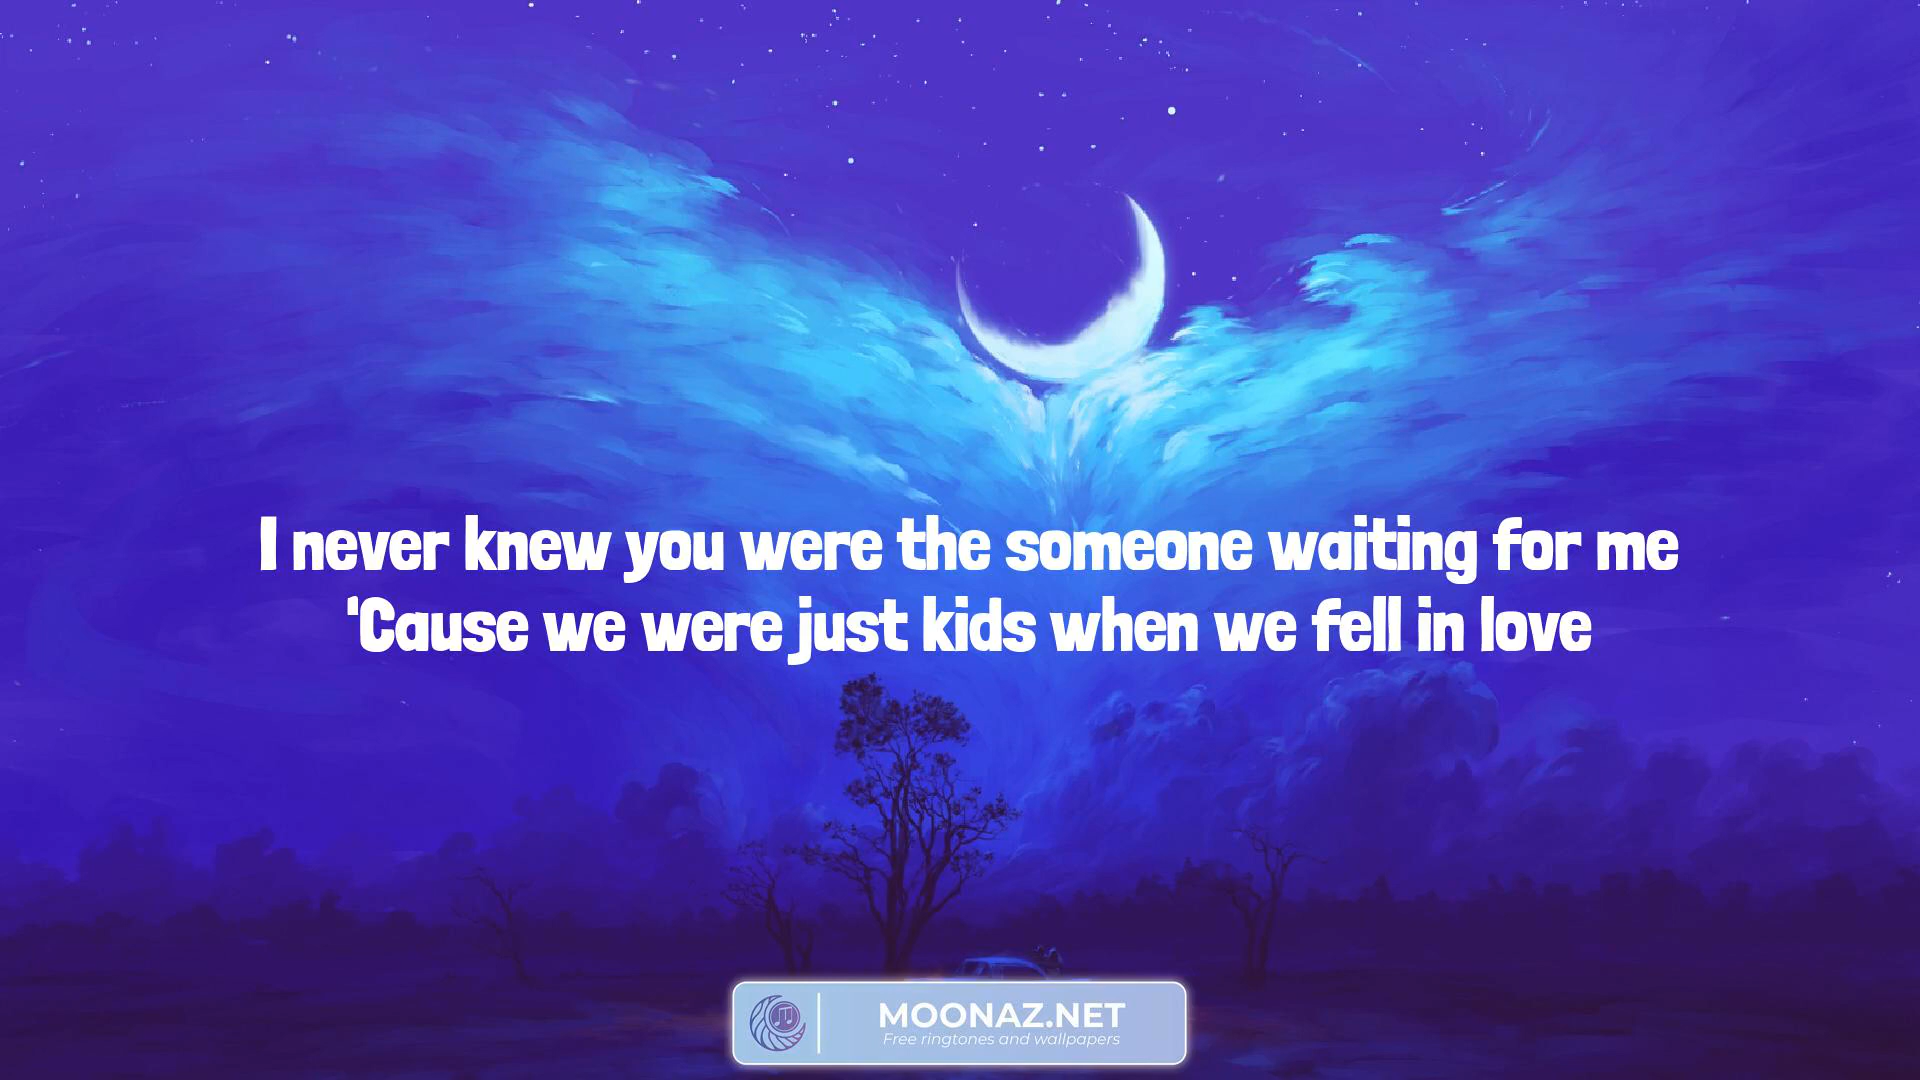 I never knew you were the someone waiting for me
'Cause we were just kids when we fell in love
MOONAZ.NET
Free ringtones and wallpapers